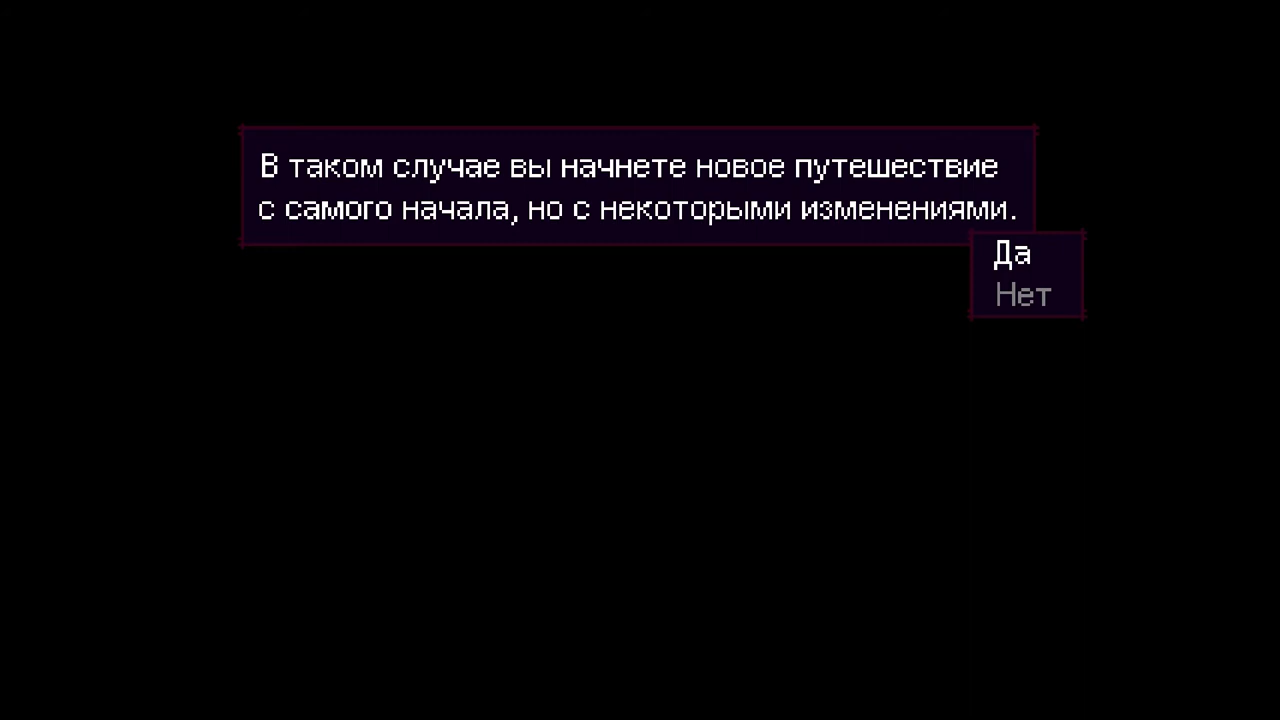 В таком случае вы начнете новое путешествие
с самого начала, но с некоторыми изменениями.
Да
Нет